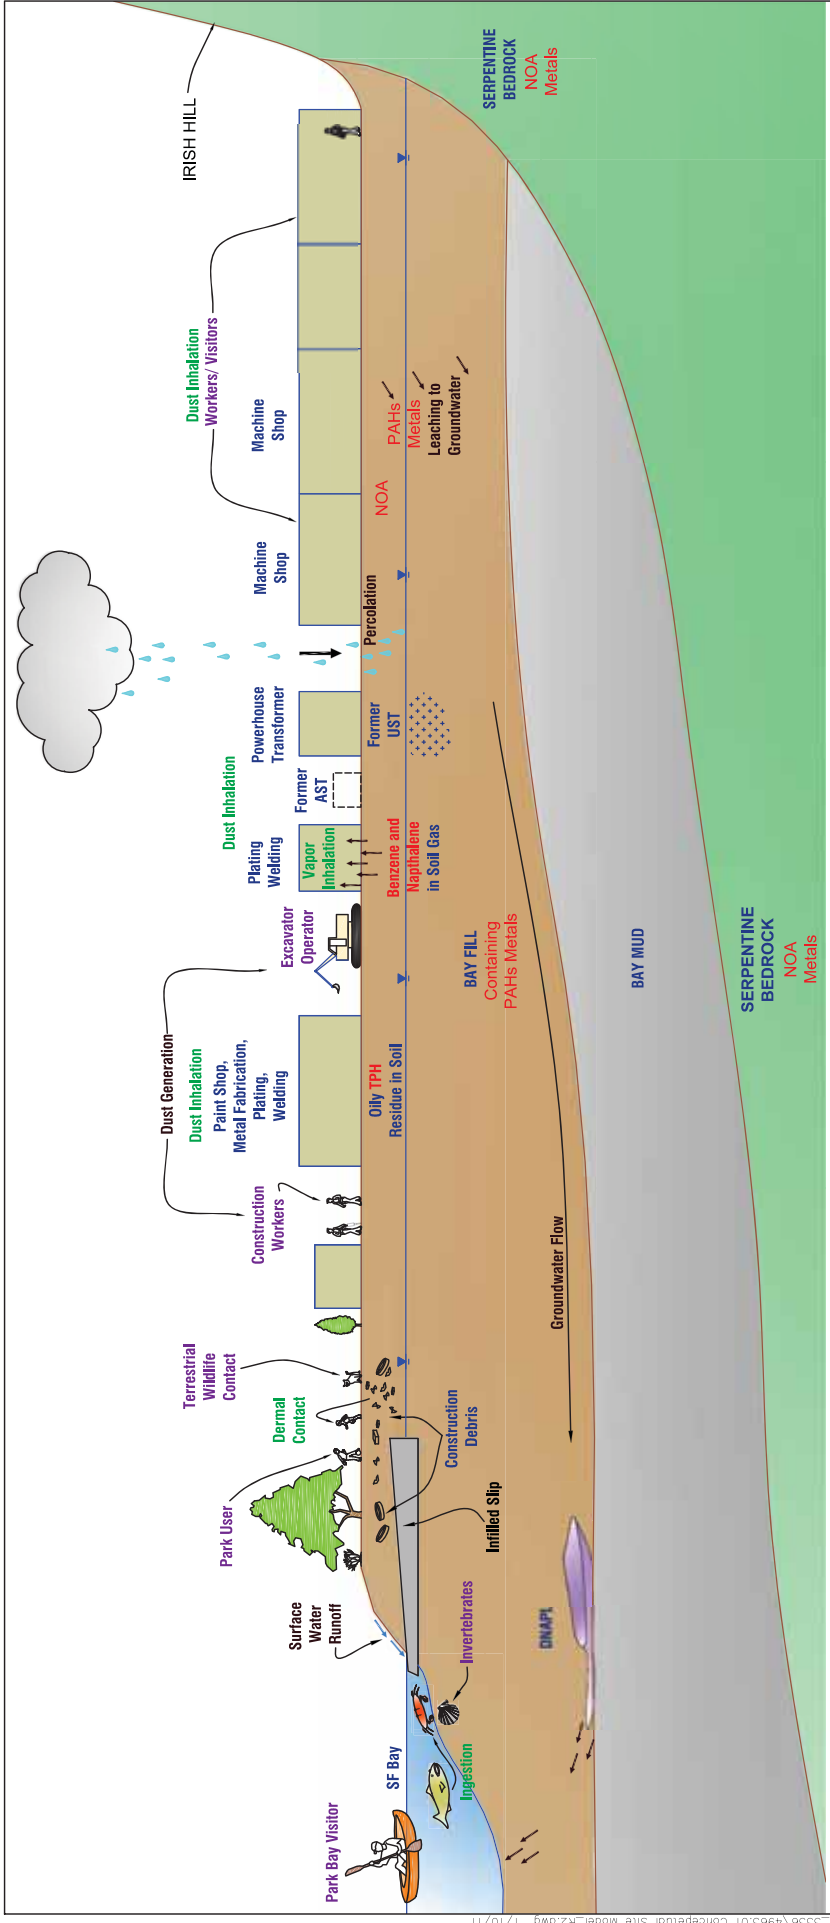 IRISH HILL
Dust Generation
Dust Inhalation
Paint Shop,
Metal Fabrication,
Plating,
Welding
Dust Inhalation
Workers/ Visitors
Terrestrial
Wildlife
Contact
Park User
Construction
Workers
Dust Inhalation
Excavator
Operator
Plating
Welding
Vapor
Inhalation
Former
AST
Powerhouse
Transformer
Machine
Shop
Machine
Shop
Dermal
Contact
Surface
Water
Runoff
Park Bay Visitor
SF Bay
Oily TPH
Residue in Soil
Benzene and
Napthalene
in Soil Gas
Former
UST
Percolation
NOA
PAHs
Metals
Leaching to
Groundwater
Construction
Debris
Ingestion
Invertebrates
Infilled Slip
BAY FILL
Containing
PAHs Metals
SERPENTINE
BEDROCK
NOA
Metals
DNAPL
Groundwater Flow
BAY MUD
SERPENTINE
BEDROCK
NOA
Metals
Conceptual Site Model_R2.dwg